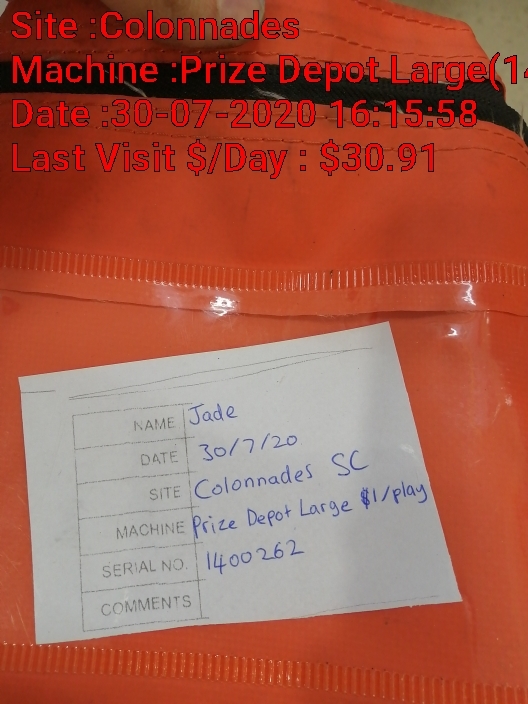 Site :Colonnades
Machine :Prize Depot Large(14
Date :30-07-2020 16:15:58
Last Visit $/Day : $30.91
NAME Jade
DATE 30/7/20
SITE Colonnades SC
MACHINE Prize Depot Large $1/play
SERIAL NO. 1400262
COMMENTS